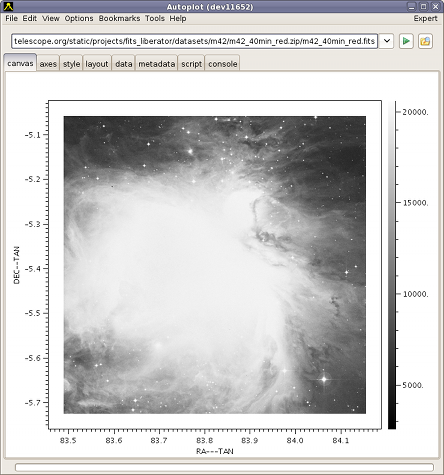 Autoplot (dev11652)
File Edit View Options Bookmarks Tools Help Expert
telescope.org/static/projects/fits_liberator/datasets/m42/m42_40min_red.zip/m42_40min_red.fits
canvas axes style layout data metadata script console
20000.
-5.1
-5.2
-5.3
10000.
-5.4
-5.5
-5.6
5000.
-5.7
DEC--TAN
83.5 83.6 83.7 83.8 83.9 84.0 84.1
RA---TAN